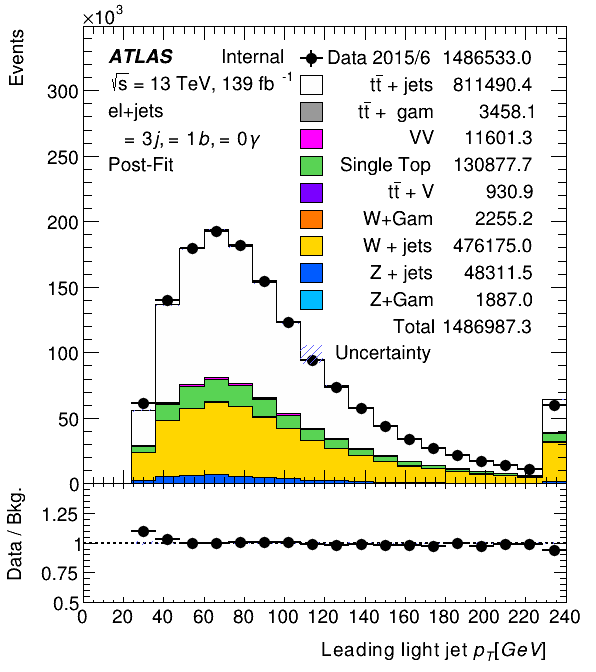 ×10³
Events
ATLAS Internal
√s = 13 TeV, 139 fb⁻¹
el+jets
= 3j, = 1b, = 0γ
Post-Fit
Data 2015/6 1486533.0
tt̄ + jets 811490.4
tt̄ + gam 3458.1
VV 11601.3
Single Top 130877.7
tt̄ + V 930.9
W+Gam 2255.2
W + jets 476175.0
Z + jets 48311.5
Z+Gam 1887.0
Total 1486987.3
Uncertainty
300
250
200
150
100
50
0
Data / Bkg.
1.25
1
0.75
0.5
0 20 40 60 80 100 120 140 160 180 200 220 240
Leading light jet p_T[GeV]